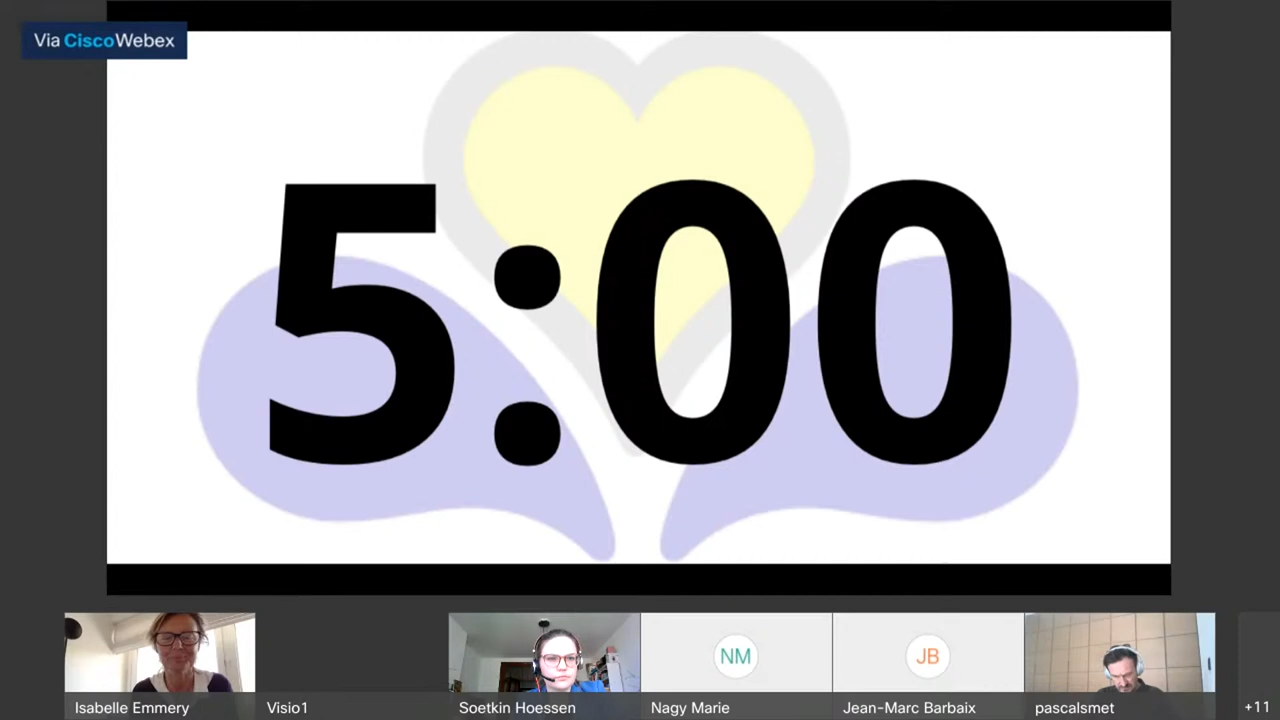 Via CiscoWebex
5:00
NM
JB
Isabelle Emmery
Visio1
Soetkin Hoessen
Nagy Marie
Jean-Marc Barbaix
pascalsmet
+11